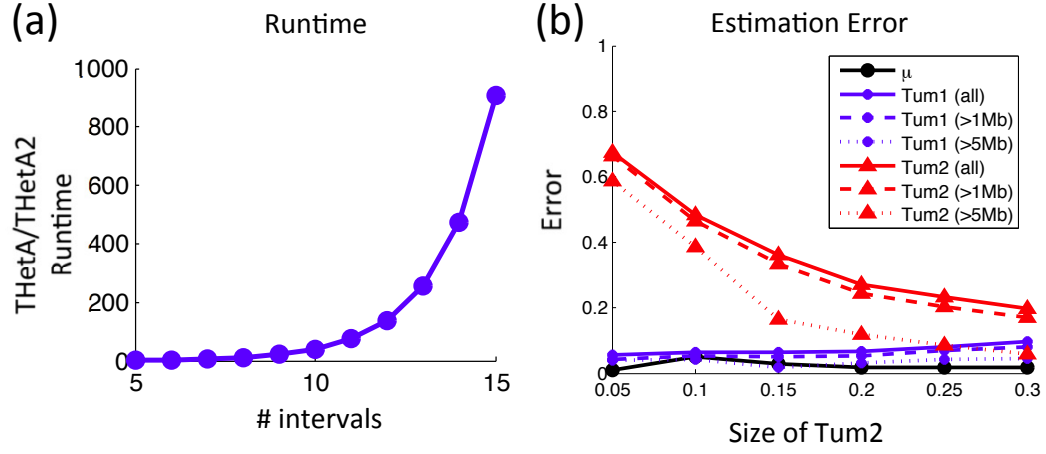 (a)
Runtime
1000
800
600
400
200
0
5
10
15
THetA/THetA2
Runtime
# intervals
(b)
Estimation Error
1
0.8
0.6
0.4
0.2
0
0.05
0.1
0.15
0.2
0.25
0.3
Error
Size of Tum2
μ
Tum1 (all)
Tum1 (>1Mb)
Tum1 (>5Mb)
Tum2 (all)
Tum2 (>1Mb)
Tum2 (>5Mb)